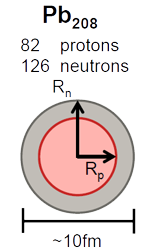 Pb₂₀₈
82 protons
126 neutrons
Rₙ
Rₚ
~10fm